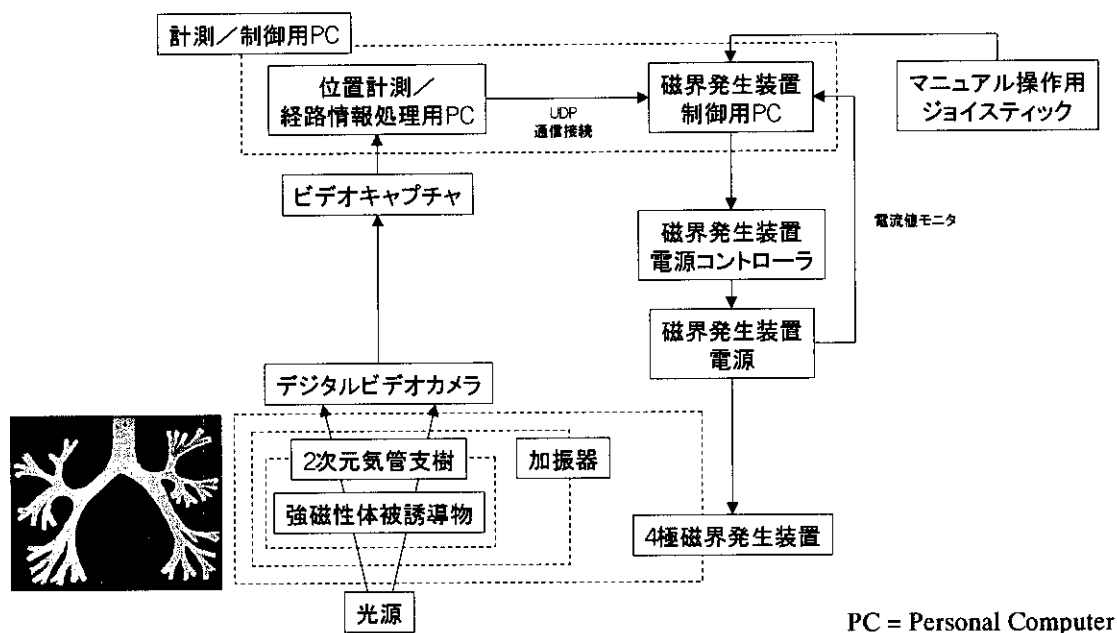 計測／制御用PC
位置計測／
経路情報処理用PC
UDP
通信接続
磁界発生装置
制御用PC
マニュアル操作用
ジョイスティック
ビデオキャプチャ
磁界発生装置
電源コントローラ
電流値モニタ
磁界発生装置
電源
デジタルビデオカメラ
2次元気管支樹
加振器
強磁性体被誘導物
4極磁界発生装置
光源
PC = Personal Computer